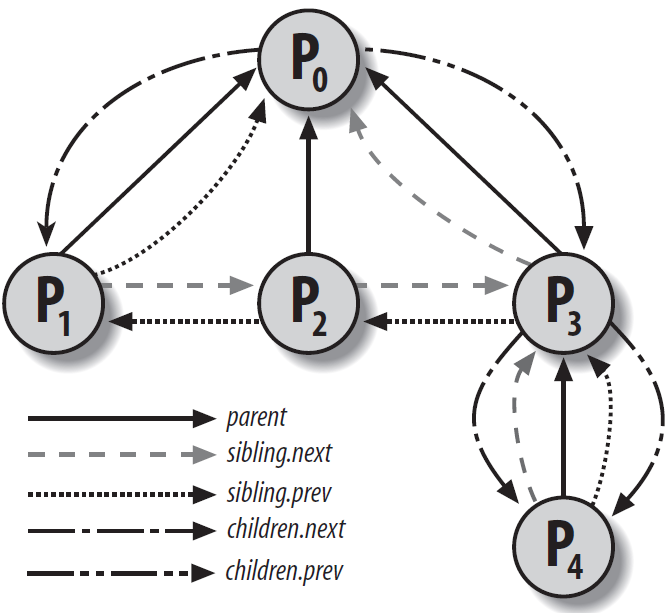 P0
P1
P2
P3
P4
parent
sibling.next
sibling.prev
children.next
children.prev